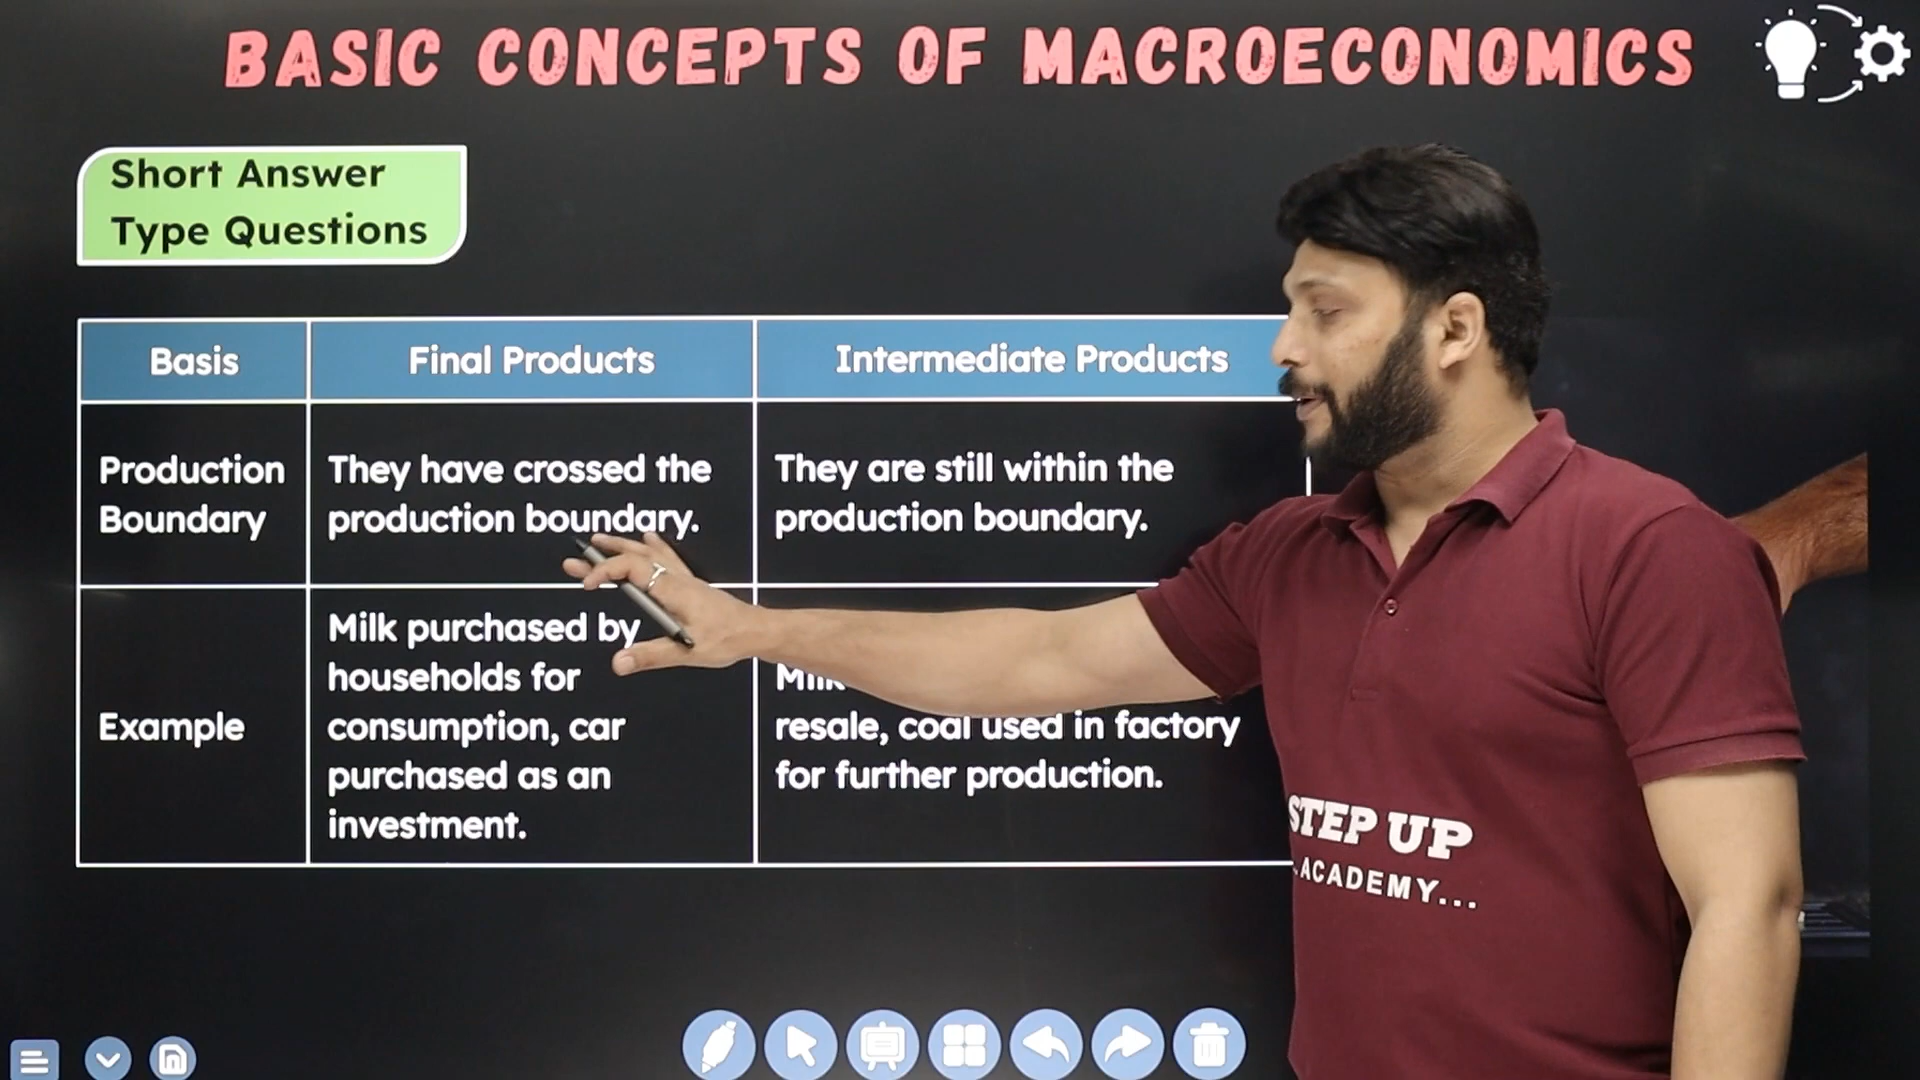 BASIC CONCEPTS OF MACROECONOMICS
Short Answer
Type Questions
Basis
Final Products
Intermediate Products
Production
Boundary
They have crossed the
production boundary.
They are still within the
production boundary.
Example
Milk purchased by
households for
consumption, car
purchased as an
investment.
Milk
resale, coal used in factory
for further production.
STEP UP
ACADEMY...